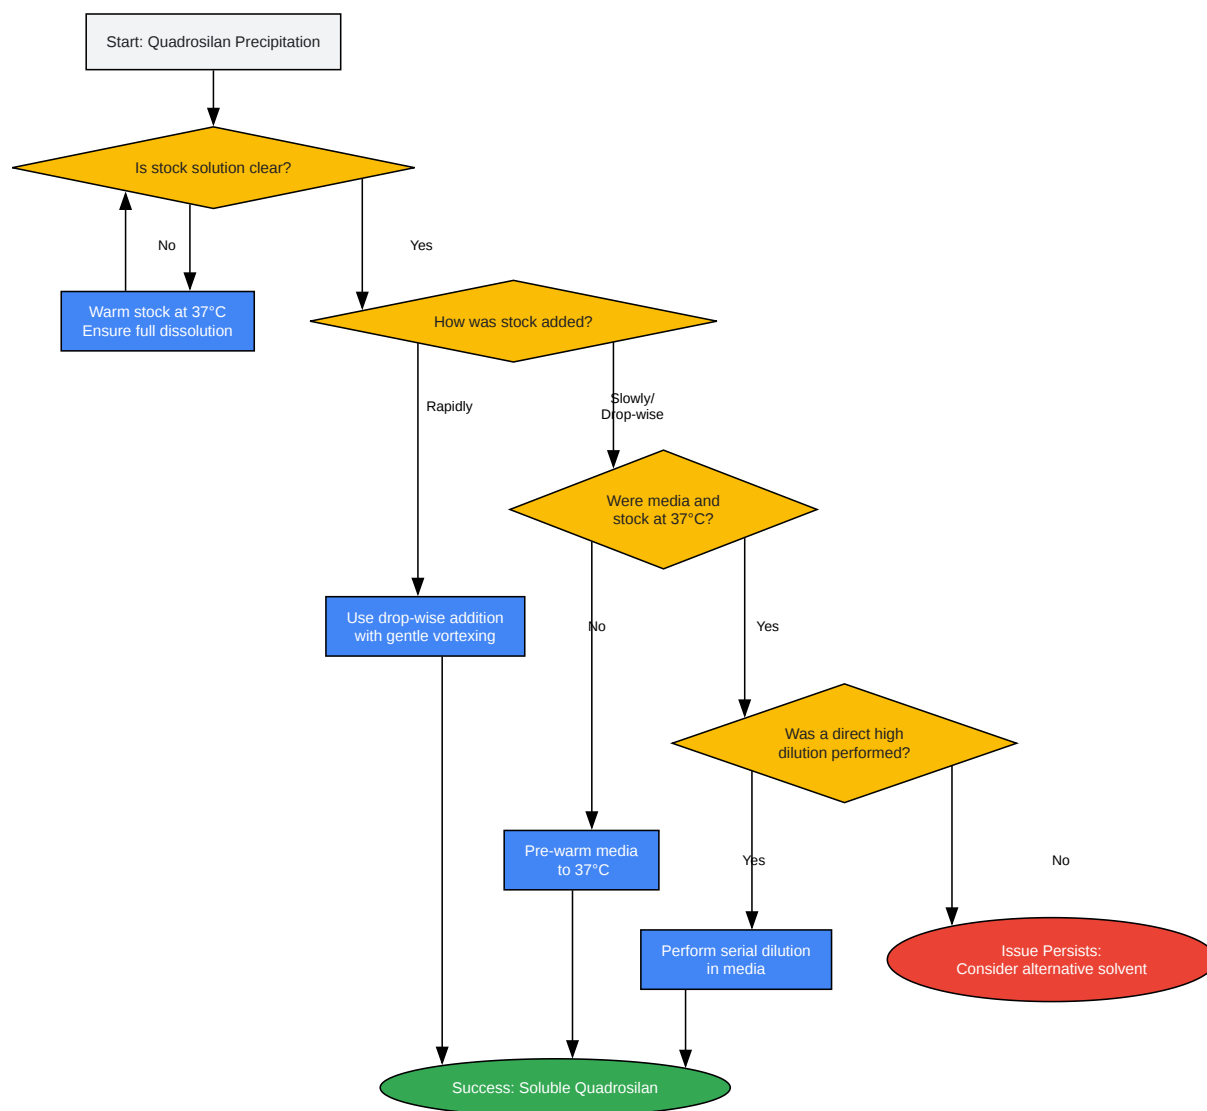 Start: Quadrosilan Precipitation
Is stock solution clear?
No
Yes
Warm stock at 37°C
Ensure full dissolution
How was stock added?
Rapidly
Slowly/
Drop-wise
Were media and
stock at 37°C?
Use drop-wise addition
with gentle vortexing
No
Yes
Was a direct high
dilution performed?
Pre-warm media
to 37°C
Yes
No
Perform serial dilution
in media
Issue Persists:
Consider alternative solvent
Success: Soluble Quadrosilan